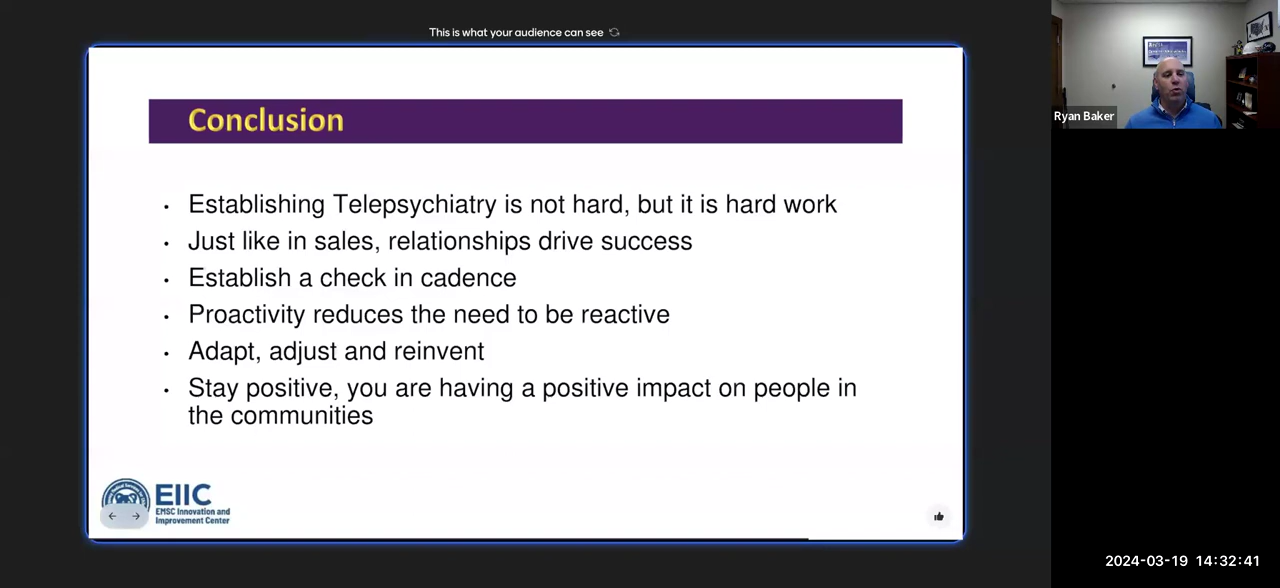 This is what your audience can see
Conclusion
Establishing Telepsychiatry is not hard, but it is hard work
Just like in sales, relationships drive success
Establish a check in cadence
Proactivity reduces the need to be reactive
Adapt, adjust and reinvent
Stay positive, you are having a positive impact on people in
the communities
EIIC
EMSC Innovation and
Improvement Center
Ryan Baker
2024-03-19 14:32:41